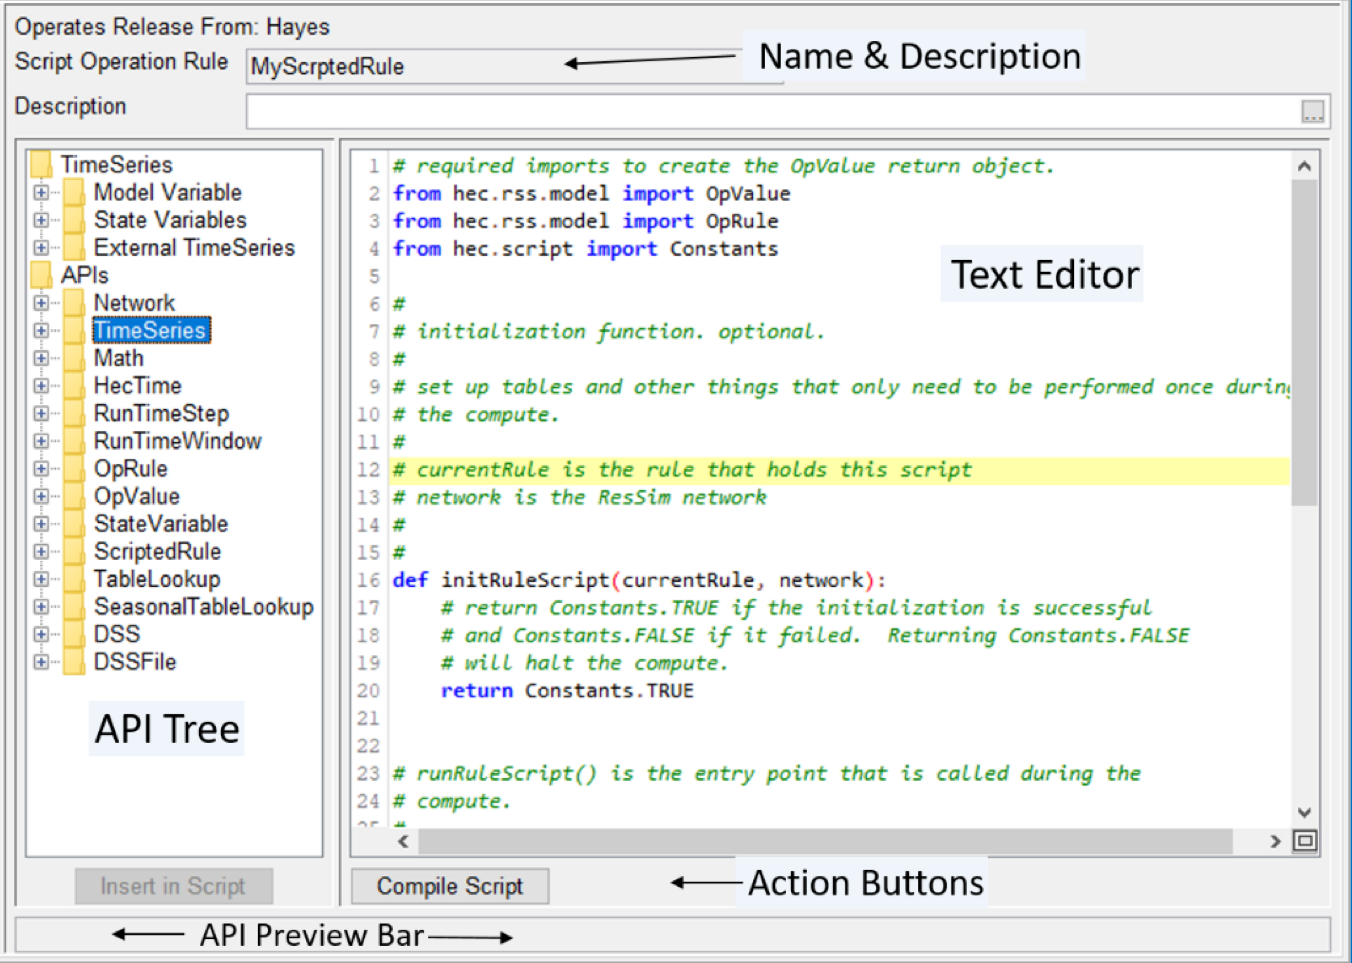 Operates Release From: Hayes
Script Operation Rule MyScrptedRule Name & Description
Description ...
TimeSeries
Model Variable
State Variables
External TimeSeries
APIs
Network
TimeSeries
Math
HecTime
RunTimeStep
RunTimeWindow
OpRule
OpValue
StateVariable
ScriptedRule
TableLookup
SeasonalTableLookup
DSS
DSSFile
API Tree
Insert in Script
1 # required imports to create the OpValue return object.
2 from hec.rss.model import OpValue
3 from hec.rss.model import OpRule
4 from hec.script import Constants
5
6 #
7 # initialization function. optional.
8 #
9 # set up tables and other things that only need to be performed once during
10 # the compute.
11 #
12 # currentRule is the rule that holds this script
13 # network is the ResSim network
14 #
15 #
16 def initRuleScript(currentRule, network):
17 # return Constants.TRUE if the initialization is successful
18 # and Constants.FALSE if it failed.  Returning Constants.FALSE
19 # will halt the compute.
20 return Constants.TRUE
21
22
23 # runRuleScript() is the entry point that is called during the
24 # compute.
25 #
Text Editor
Compile Script Action Buttons
API Preview Bar